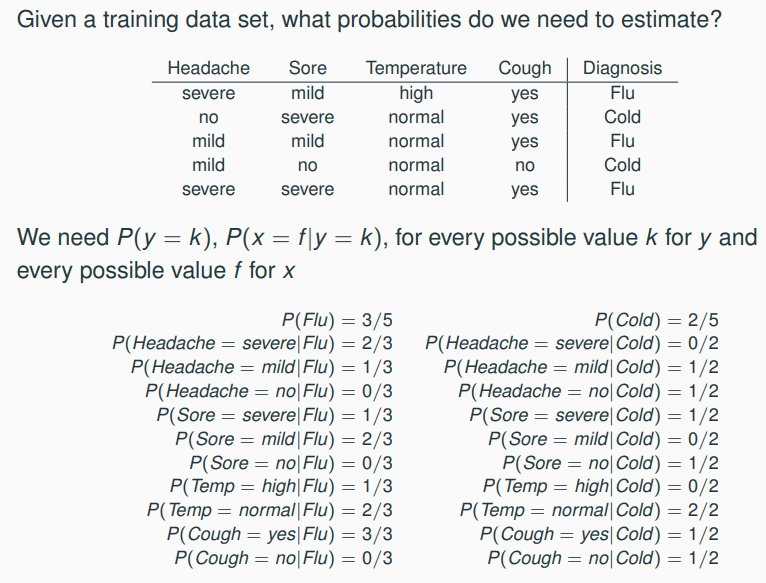 Given a training data set, what probabilities do we need to estimate?
Headache Sore Temperature Cough Diagnosis
severe mild high yes Flu
no severe normal yes Cold
mild mild normal yes Flu
mild no normal no Cold
severe severe normal yes Flu
We need P(y = k), P(x = f|y = k), for every possible value k for y and
every possible value f for x
P(Flu) = 3/5 P(Cold) = 2/5
P(Headache = severe|Flu) = 2/3 P(Headache = severe|Cold) = 0/2
P(Headache = mild|Flu) = 1/3 P(Headache = mild|Cold) = 1/2
P(Headache = no|Flu) = 0/3 P(Headache = no|Cold) = 1/2
P(Sore = severe|Flu) = 1/3 P(Sore = severe|Cold) = 1/2
P(Sore = mild|Flu) = 2/3 P(Sore = mild|Cold) = 0/2
P(Sore = no|Flu) = 0/3 P(Sore = no|Cold) = 1/2
P(Temp = high|Flu) = 1/3 P(Temp = high|Cold) = 0/2
P(Temp = normal|Flu) = 2/3 P(Temp = normal|Cold) = 2/2
P(Cough = yes|Flu) = 3/3 P(Cough = yes|Cold) = 1/2
P(Cough = no|Flu) = 0/3 P(Cough = no|Cold) = 1/2